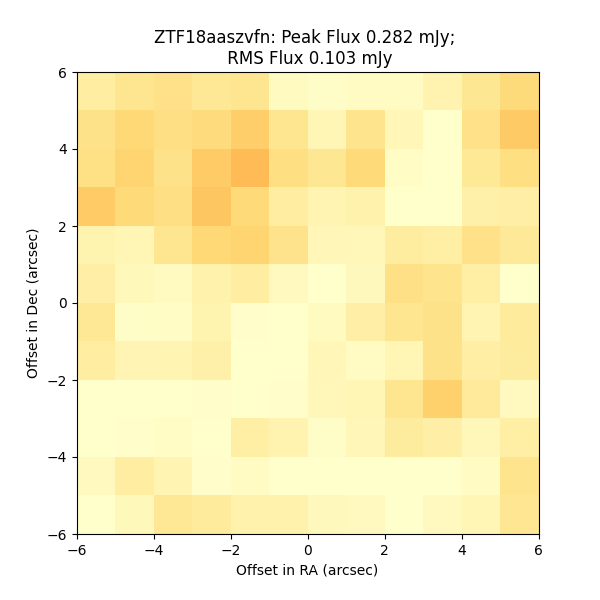 ZTF18aaszvfn: Peak Flux 0.282 mJy;
RMS Flux 0.103 mJy
6
4
2
0
−2
−4
−6
Offset in Dec (arcsec)
−6 −4 −2 0 2 4 6
Offset in RA (arcsec)